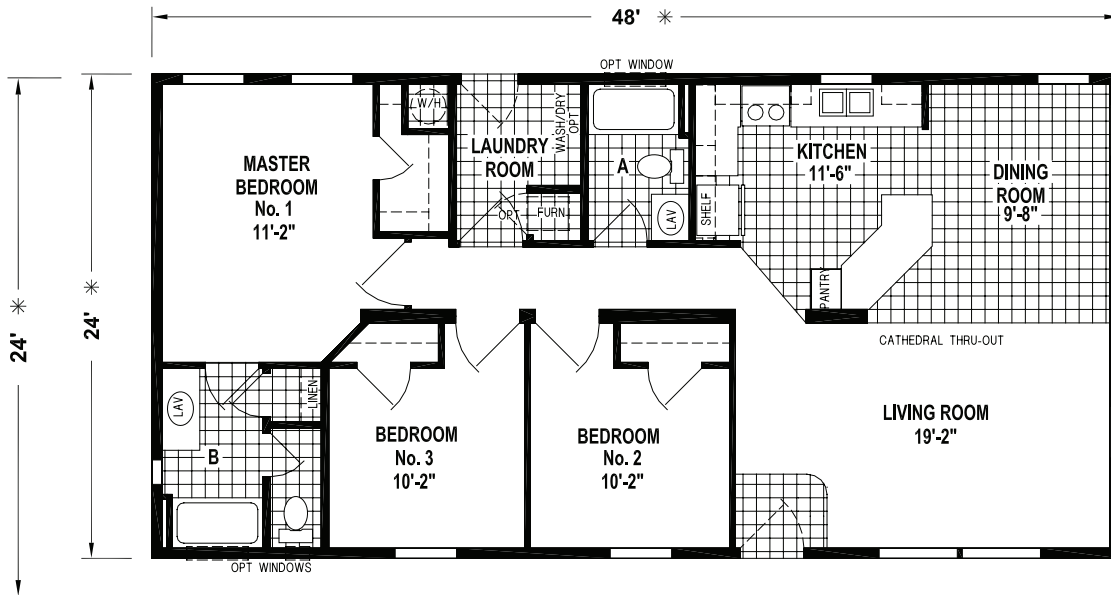 48' *
OPT WINDOW
24' *
24' *
MASTER
BEDROOM
No. 1
11'-2"
W/H
LAUNDRY
ROOM
WASH/DRY
OPT
OPT
FURN
A
LAV
SHELF
KITCHEN
11'-6"
PANTRY
DINING
ROOM
9'-8"
CATHEDRAL THRU-OUT
LIVING ROOM
19'-2"
LAV
B
LINEN
BEDROOM
No. 3
10'-2"
BEDROOM
No. 2
10'-2"
OPT WINDOWS